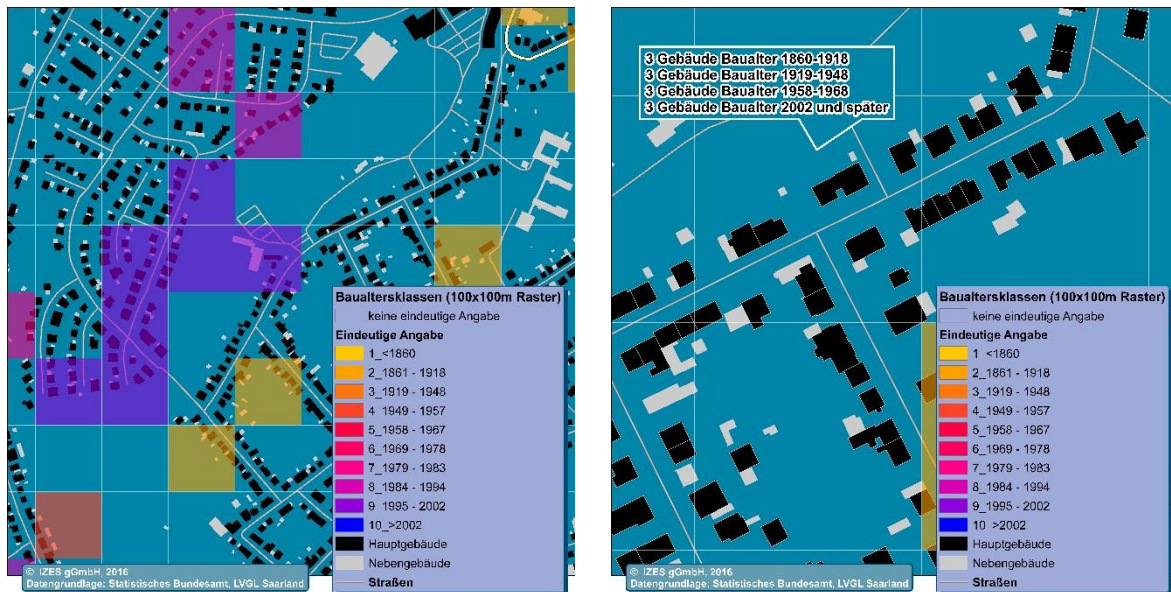 Baualtersklassen (100x100m Raster)
keine eindeutige Angabe
Eindeutige Angabe
1_<1860
2_1861 - 1918
3_1919 - 1948
4_1949 - 1957
5_1958 - 1967
6_1969 - 1978
7_1979 - 1983
8_1984 - 1994
9_1995 - 2002
10_>2002
Hauptgebäude
Nebengebäude
Straßen
© IZES gGmbH, 2016
Datengrundlage: Statistisches Bundesamt, LVGL Saarland
3 Gebäude Baualter 1860-1918
3 Gebäude Baualter 1919-1948
3 Gebäude Baualter 1958-1968
3 Gebäude Baualter 2002 und später
Baualtersklassen (100x100m Raster)
keine eindeutige Angabe
Eindeutige Angabe
1_<1860
2_1861 - 1918
3_1919 - 1948
4_1949 - 1957
5_1958 - 1967
6_1969 - 1978
7_1979 - 1983
8_1984 - 1994
9_1995 - 2002
10_>2002
Hauptgebäude
Nebengebäude
Straßen
© IZES gGmbH, 2016
Datengrundlage: Statistisches Bundesamt, LVGL Saarland